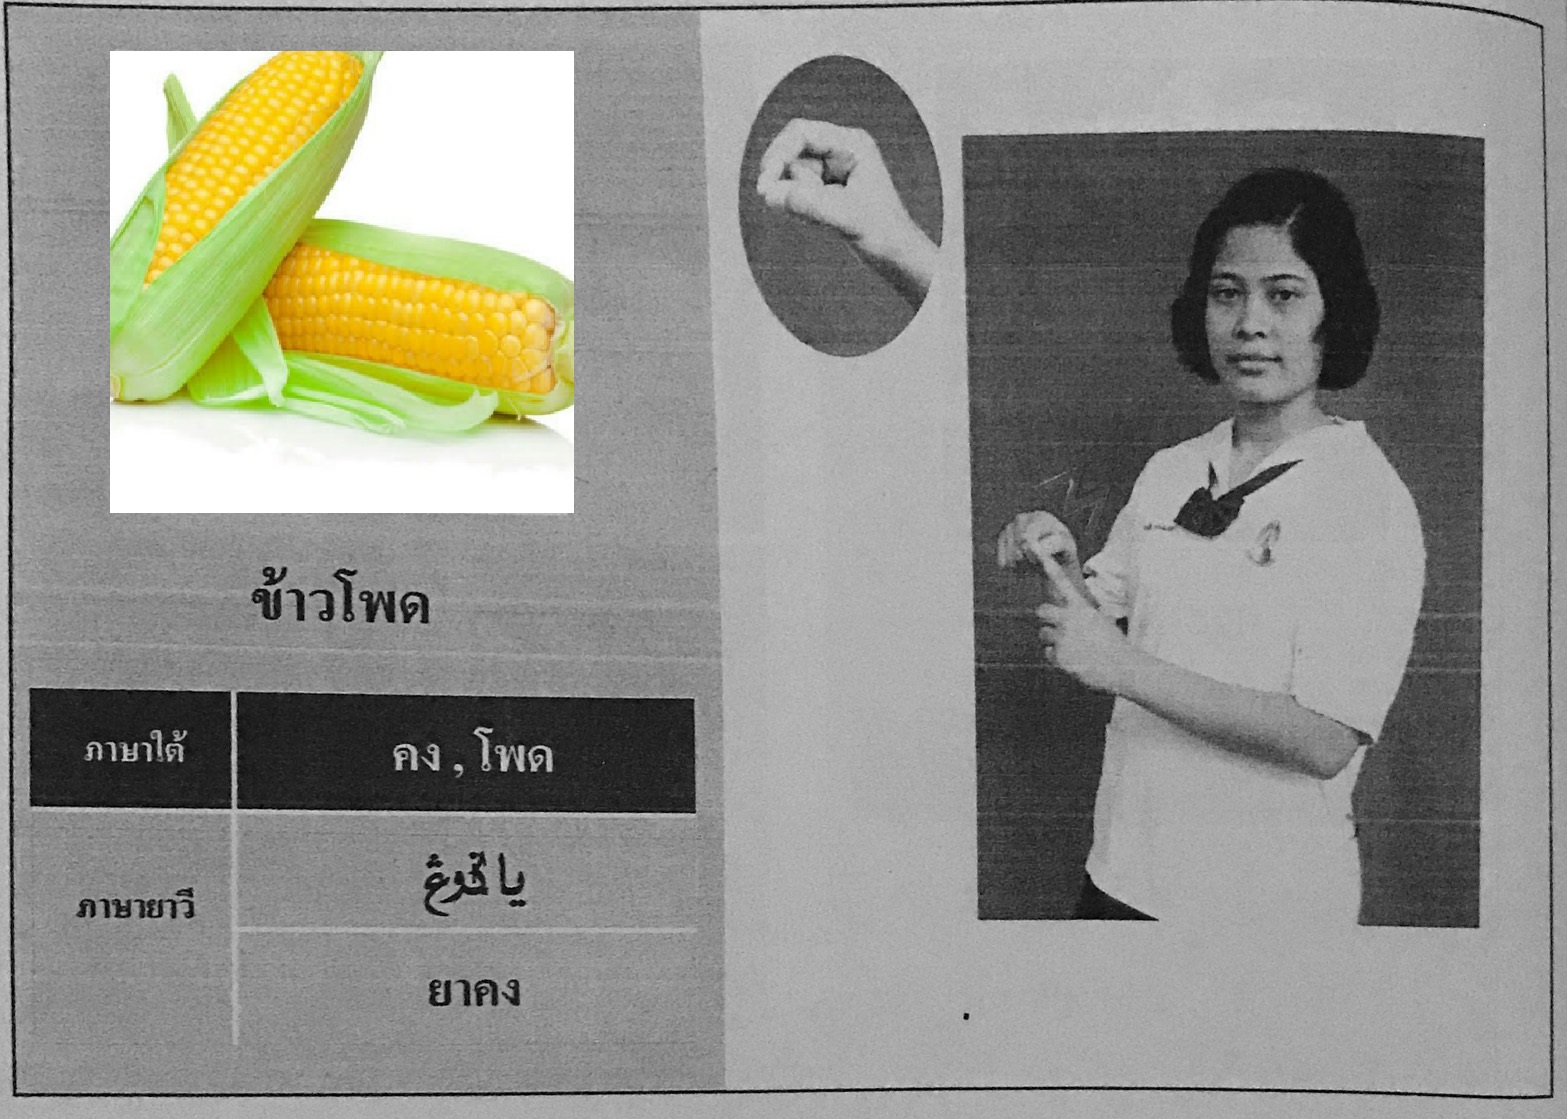 ข้าวโพด
ภาษาใต้
คง , โพด
ภาษายาวี
ยาคง